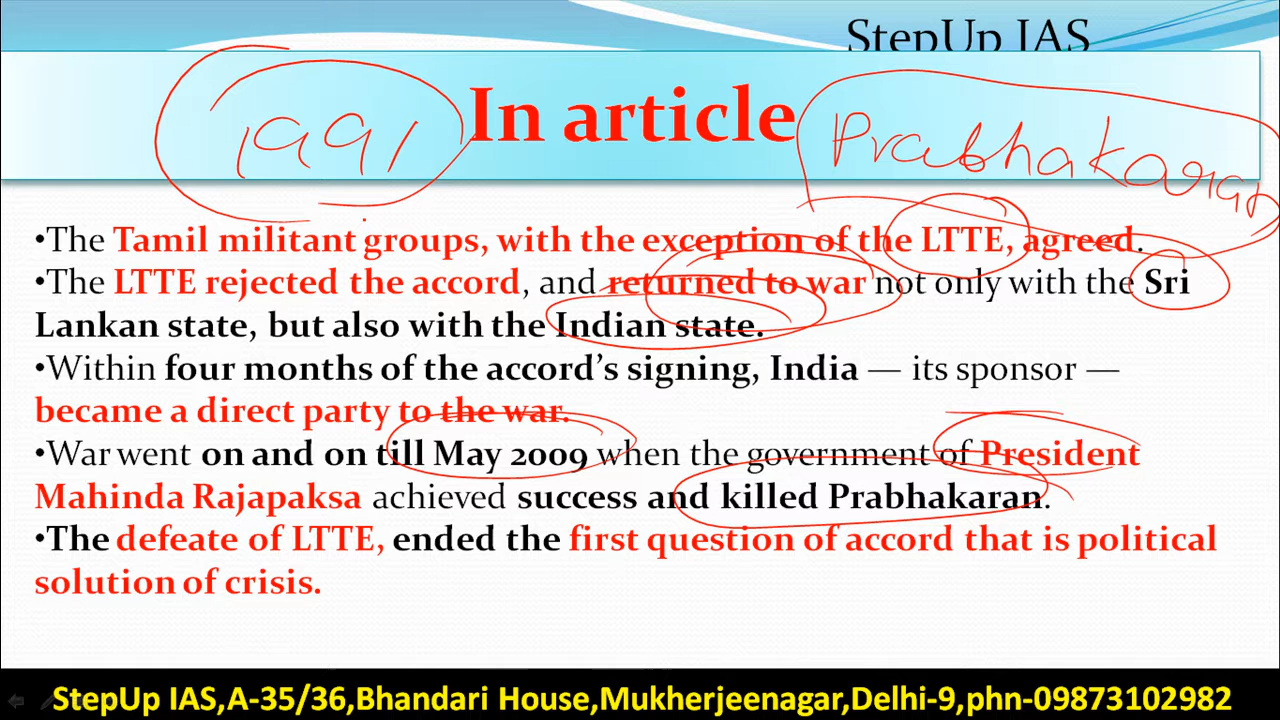 StepUp IAS
In article
1991
Prabhakaran
•The Tamil militant groups, with the exception of the LTTE, agreed.
•The LTTE rejected the accord, and returned to war not only with the Sri
Lankan state, but also with the Indian state.
•Within four months of the accord’s signing, India — its sponsor —
became a direct party to the war.
•War went on and on till May 2009 when the government of President
Mahinda Rajapaksa achieved success and killed Prabhakaran.
•The defeate of LTTE, ended the first question of accord that is political
solution of crisis.
StepUp IAS,A-35/36,Bhandari House,Mukherjeenagar,Delhi-9,phn-09873102982